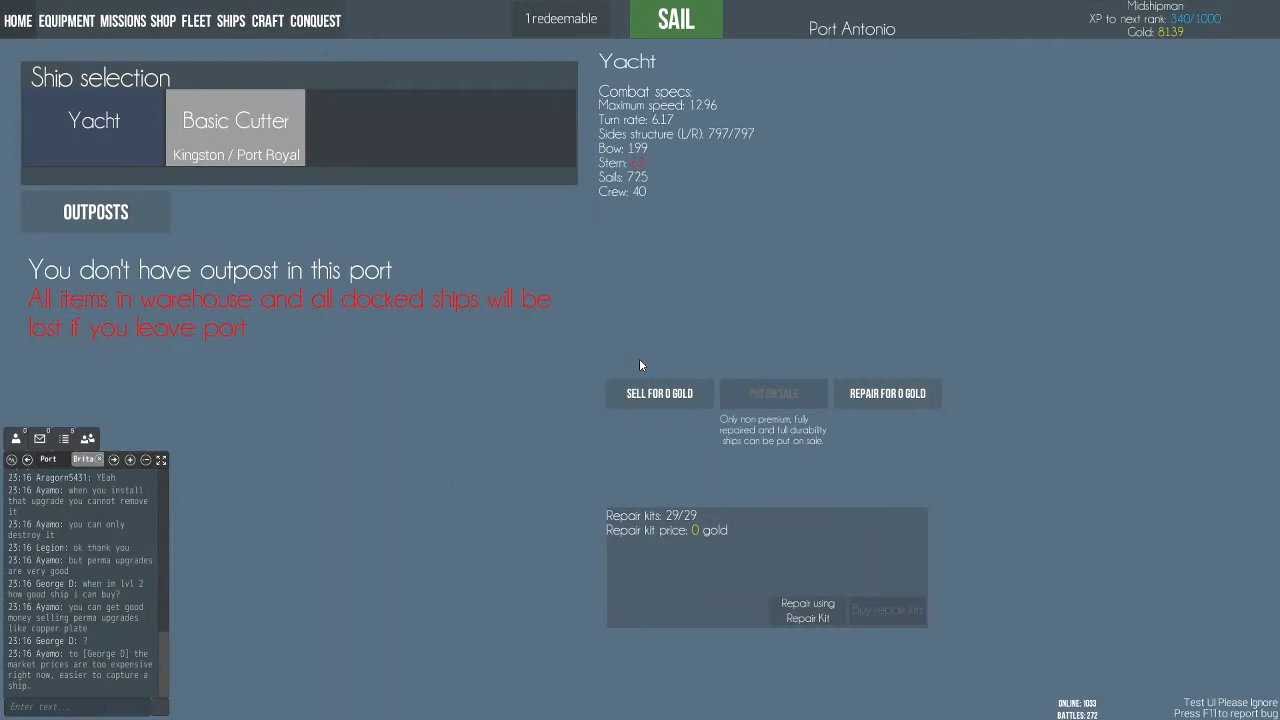 HOME EQUIPMENT MISSIONS SHOP FLEET SHIPS CRAFT CONQUEST
1 redeemable
SAIL
Port Antonio
Midshipman
XP to next rank: 340/1000
Gold: 8139
Ship selection
Yacht
Basic Cutter
Kingston / Port Royal
OUTPOSTS
You don't have outpost in this port
All items in warehouse and all docked ships will be
lost if you leave port
Yacht
Combat specs:
Maximum speed: 12.96
Turn rate: 6.17
Sides structure (L/R): 797/797
Bow: 199
Stern:
Sails: 725
Crew: 40
SELL FOR 0 GOLD
PUT ON SALE
REPAIR FOR 0 GOLD
Only non premium, fully
repaired and full durability
ships can be put on sale.
Repair kits: 29/29
Repair kit price: 0 gold
Repair using
Repair Kit
Buy repair kits
0
0
Port
Brita
23:16 Aragorn5431: YEah
23:16 Ayamo: when you install
that upgrade you cannot remove
it
23:16 Ayamo: you can only
destroy it
23:16 Legion: ok thank you
23:16 Ayamo: but perma upgrades
are very good
23:16 George D: when im lvl 2
how good ship i can buy?
23:16 Ayamo: you can get good
money selling perma upgrades
like copper plate
23:16 George D: ?
23:16 Ayamo: to [George D] the
market prices are too expensive
right now, easier to capture a
ship.
Enter text...
ONLINE: 1033
BATTLES: 272
Test UI Please Ignore
Press F11 to report bug